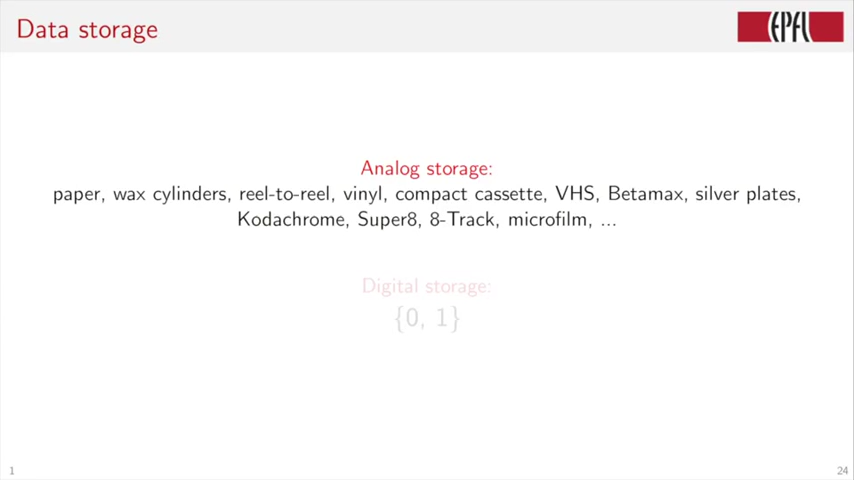 Data storage
EPFL
Analog storage:
paper, wax cylinders, reel-to-reel, vinyl, compact cassette, VHS, Betamax, silver plates,
Kodachrome, Super8, 8-Track, microfilm, ...
Digital storage:
{0, 1}
1
24